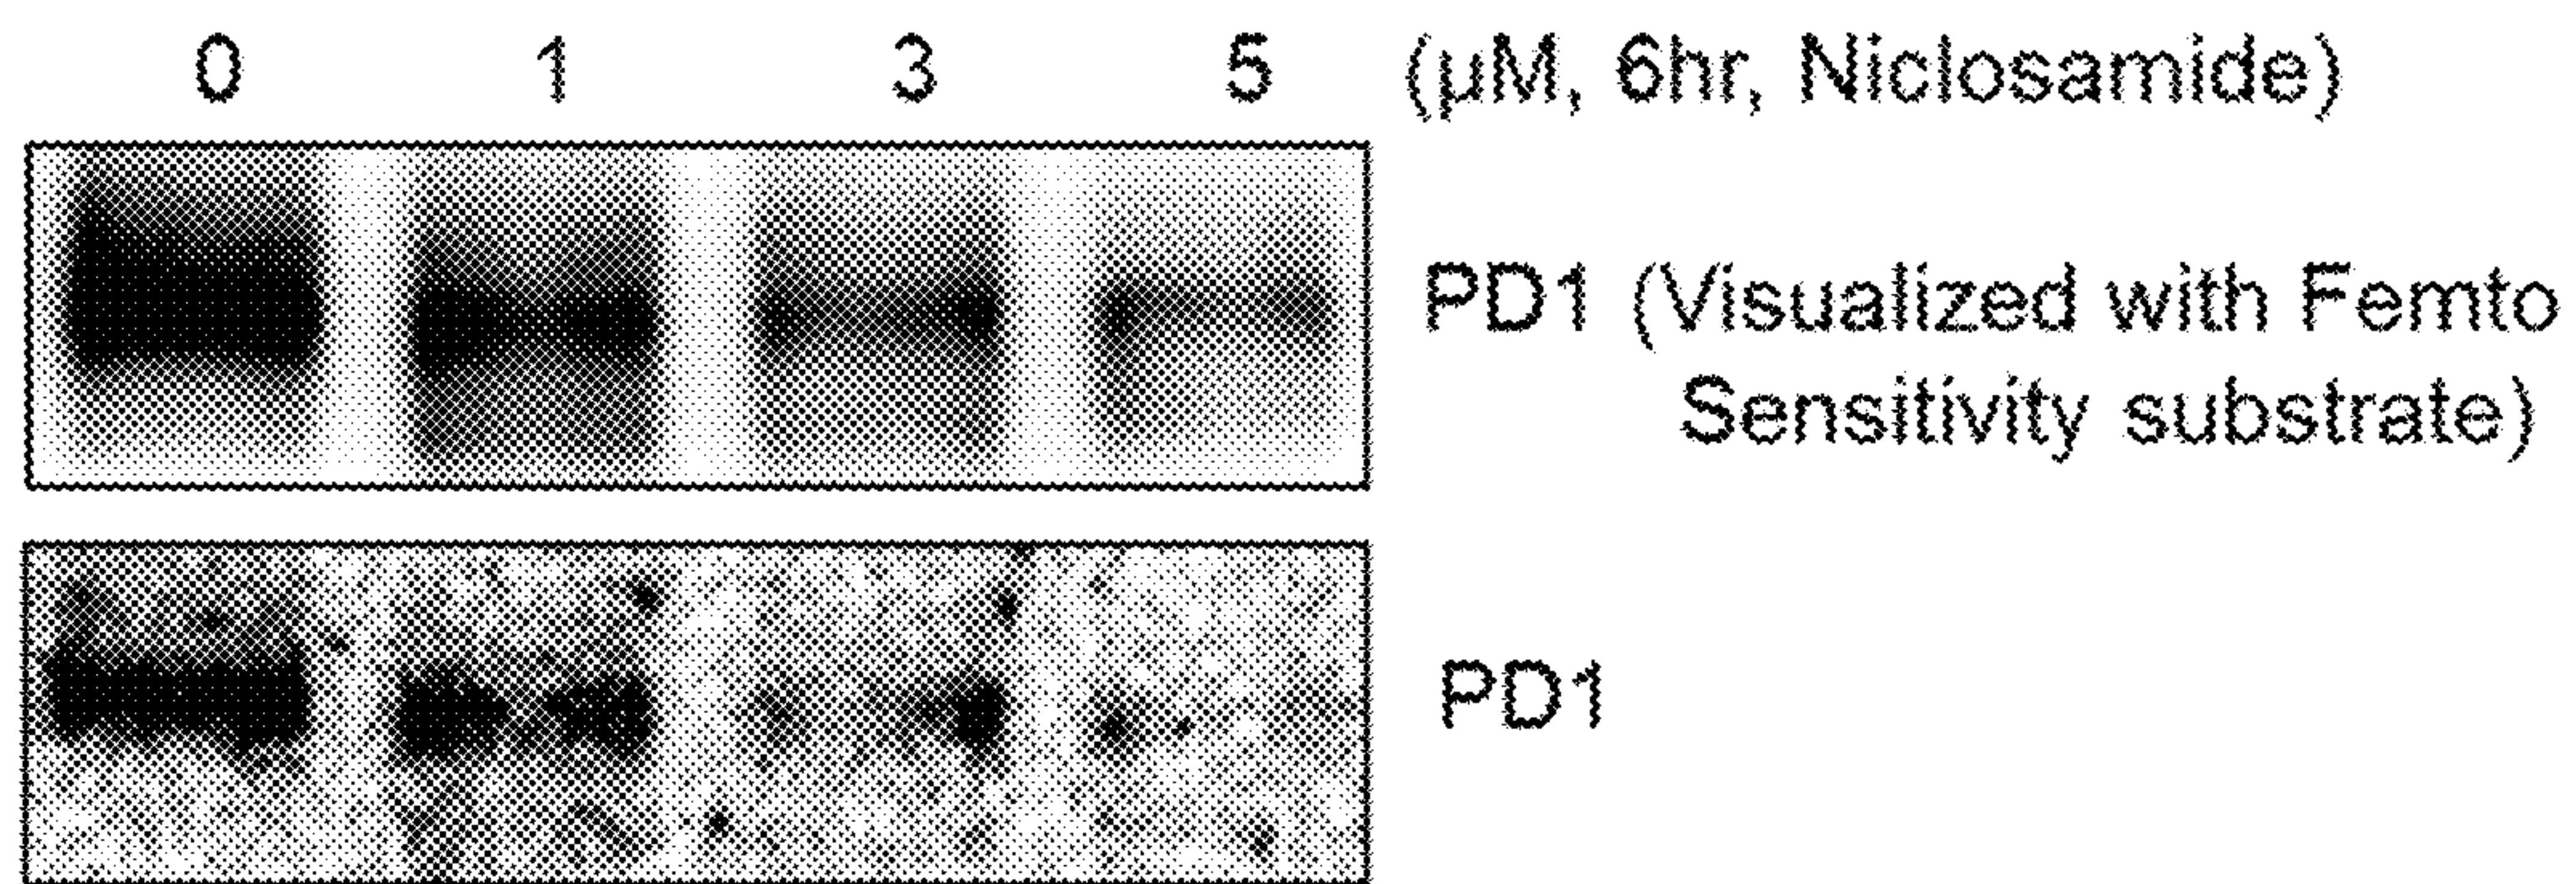 0 1 3 5 (μM, 6hr, Niclosamide)
PD1 (Visualized with Femto
Sensitivity substrate)
PD1